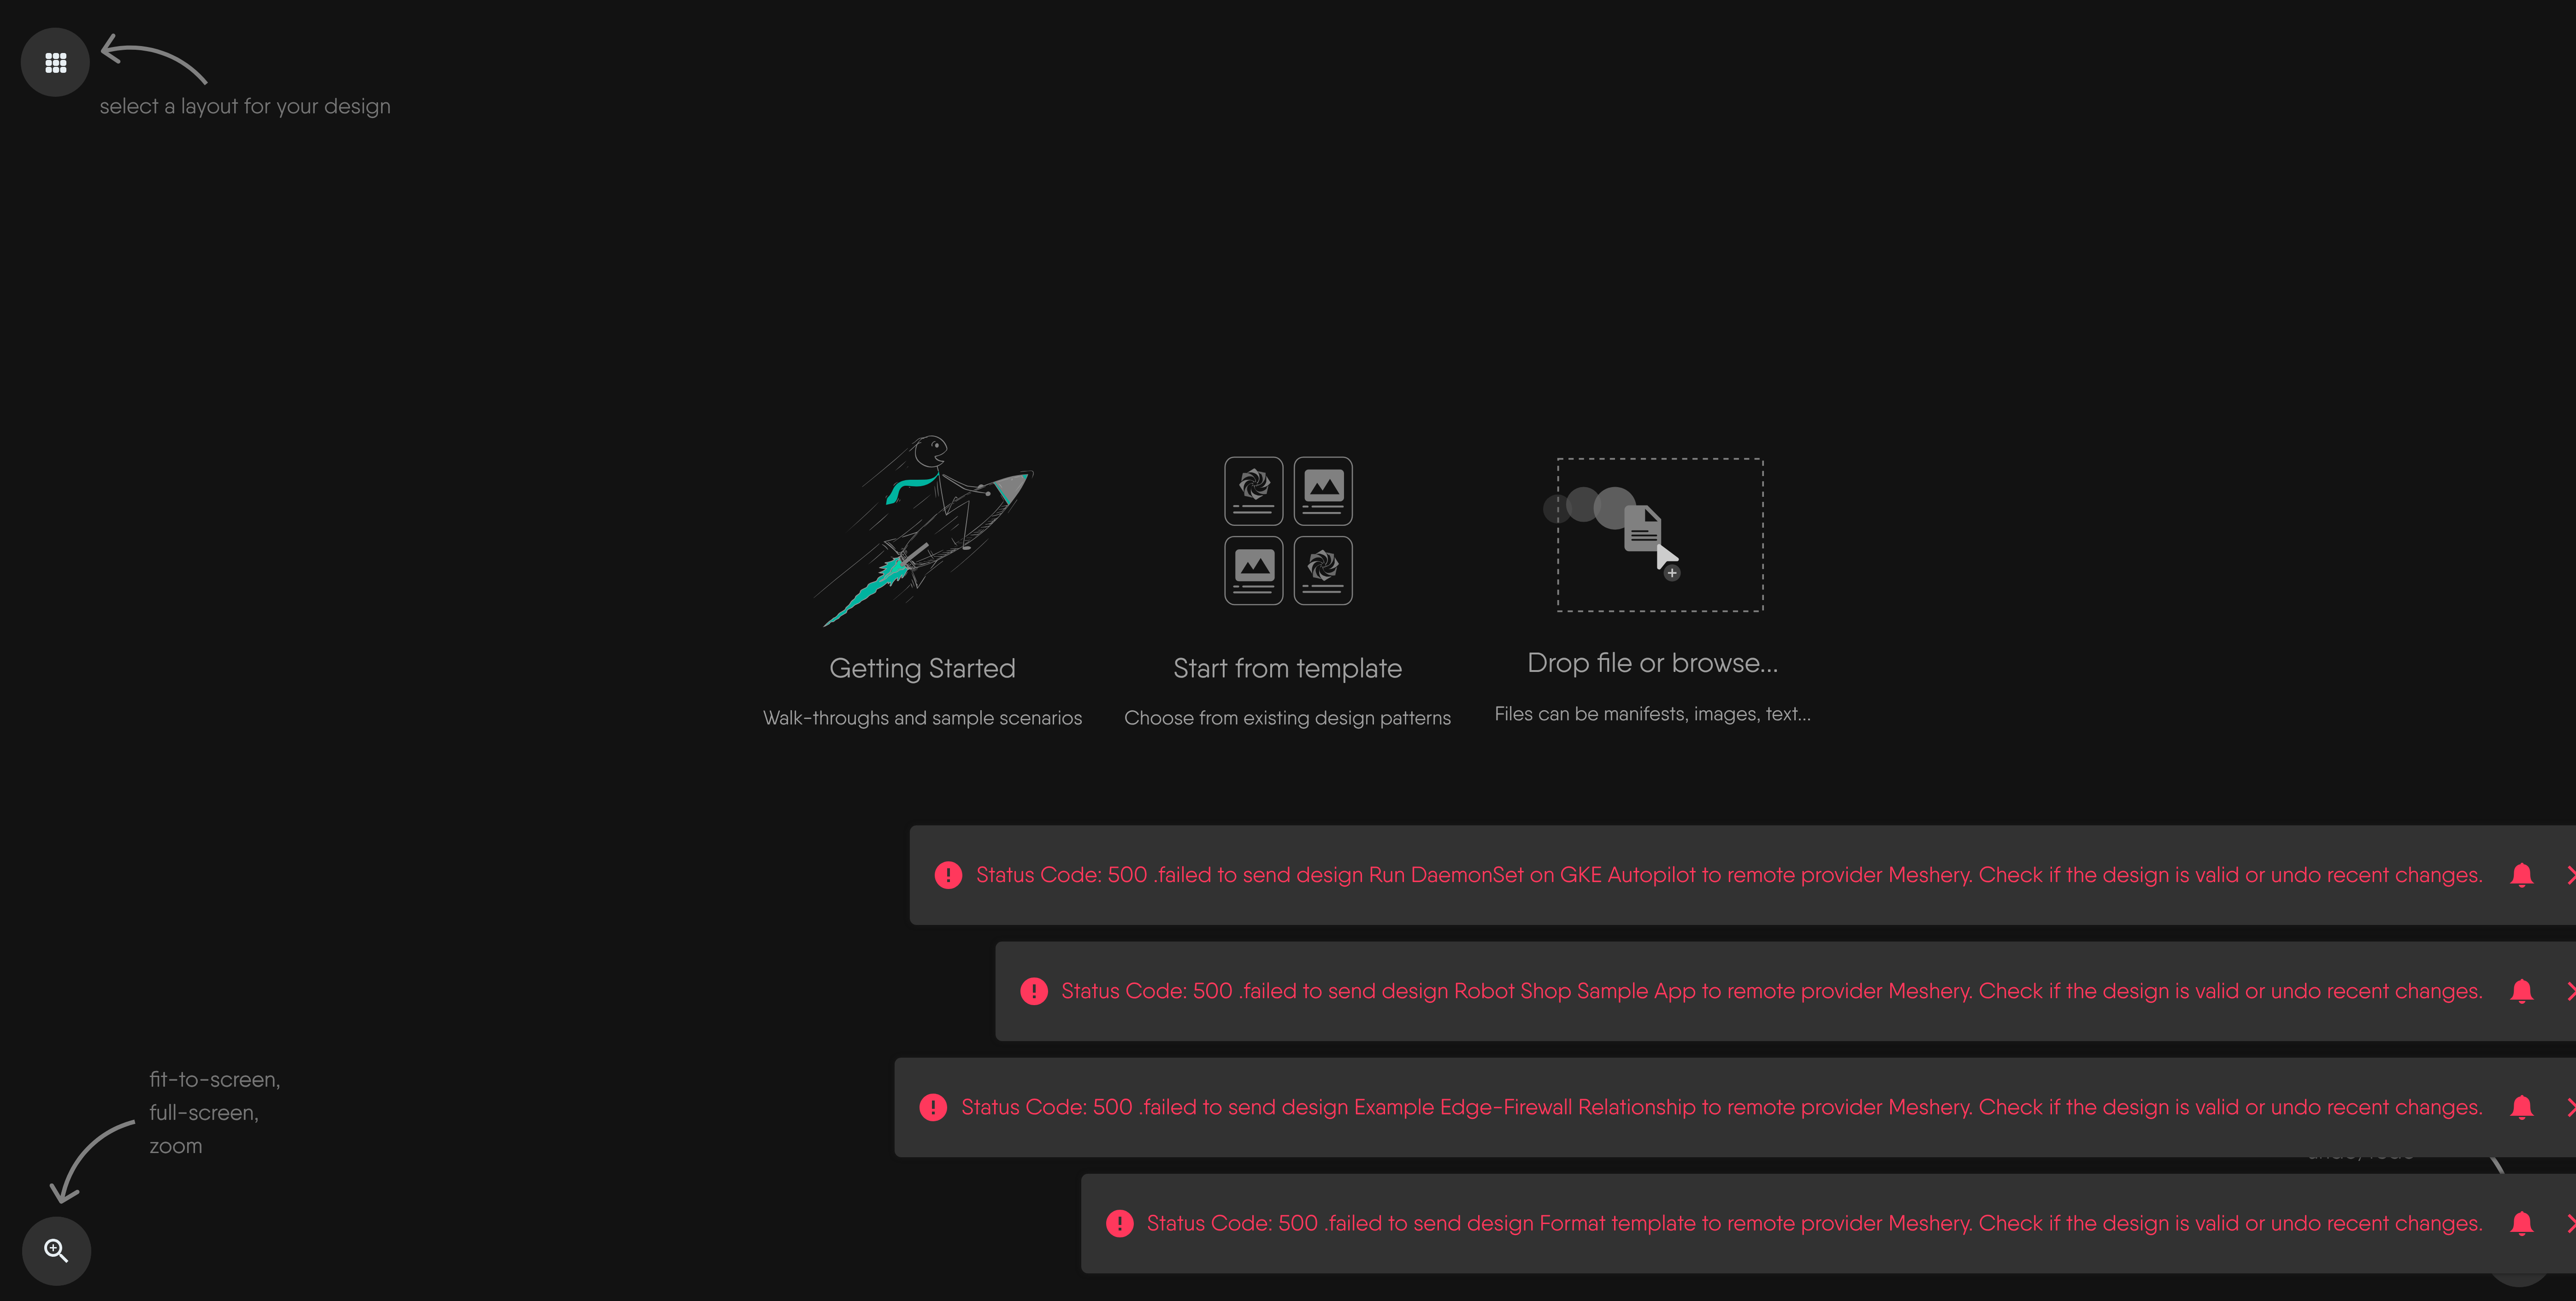 select a layout for your design
Getting Started
Walk-throughs and sample scenarios
Start from template
Choose from existing design patterns
Drop file or browse...
Files can be manifests, images, text...
Status Code: 500 .failed to send design Run DaemonSet on GKE Autopilot to remote provider Meshery. Check if the design is valid or undo recent changes.
Status Code: 500 .failed to send design Robot Shop Sample App to remote provider Meshery. Check if the design is valid or undo recent changes.
Status Code: 500 .failed to send design Example Edge-Firewall Relationship to remote provider Meshery. Check if the design is valid or undo recent changes.
Status Code: 500 .failed to send design Format template to remote provider Meshery. Check if the design is valid or undo recent changes.
fit-to-screen,
full-screen,
zoom